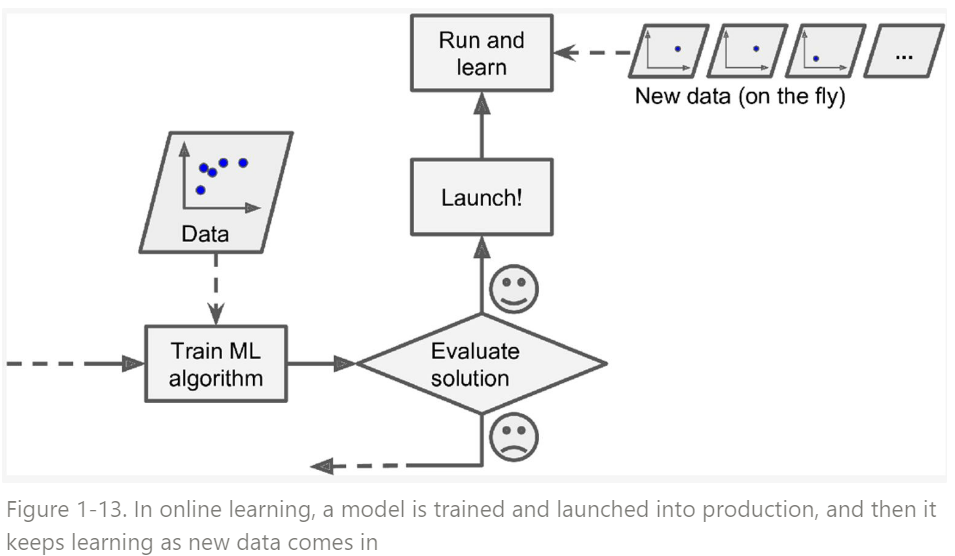 Run and
learn
...
New data (on the fly)
Launch!
Data
Train ML
algorithm
Evaluate
solution
Figure 1-13. In online learning, a model is trained and launched into production, and then it
keeps learning as new data comes in